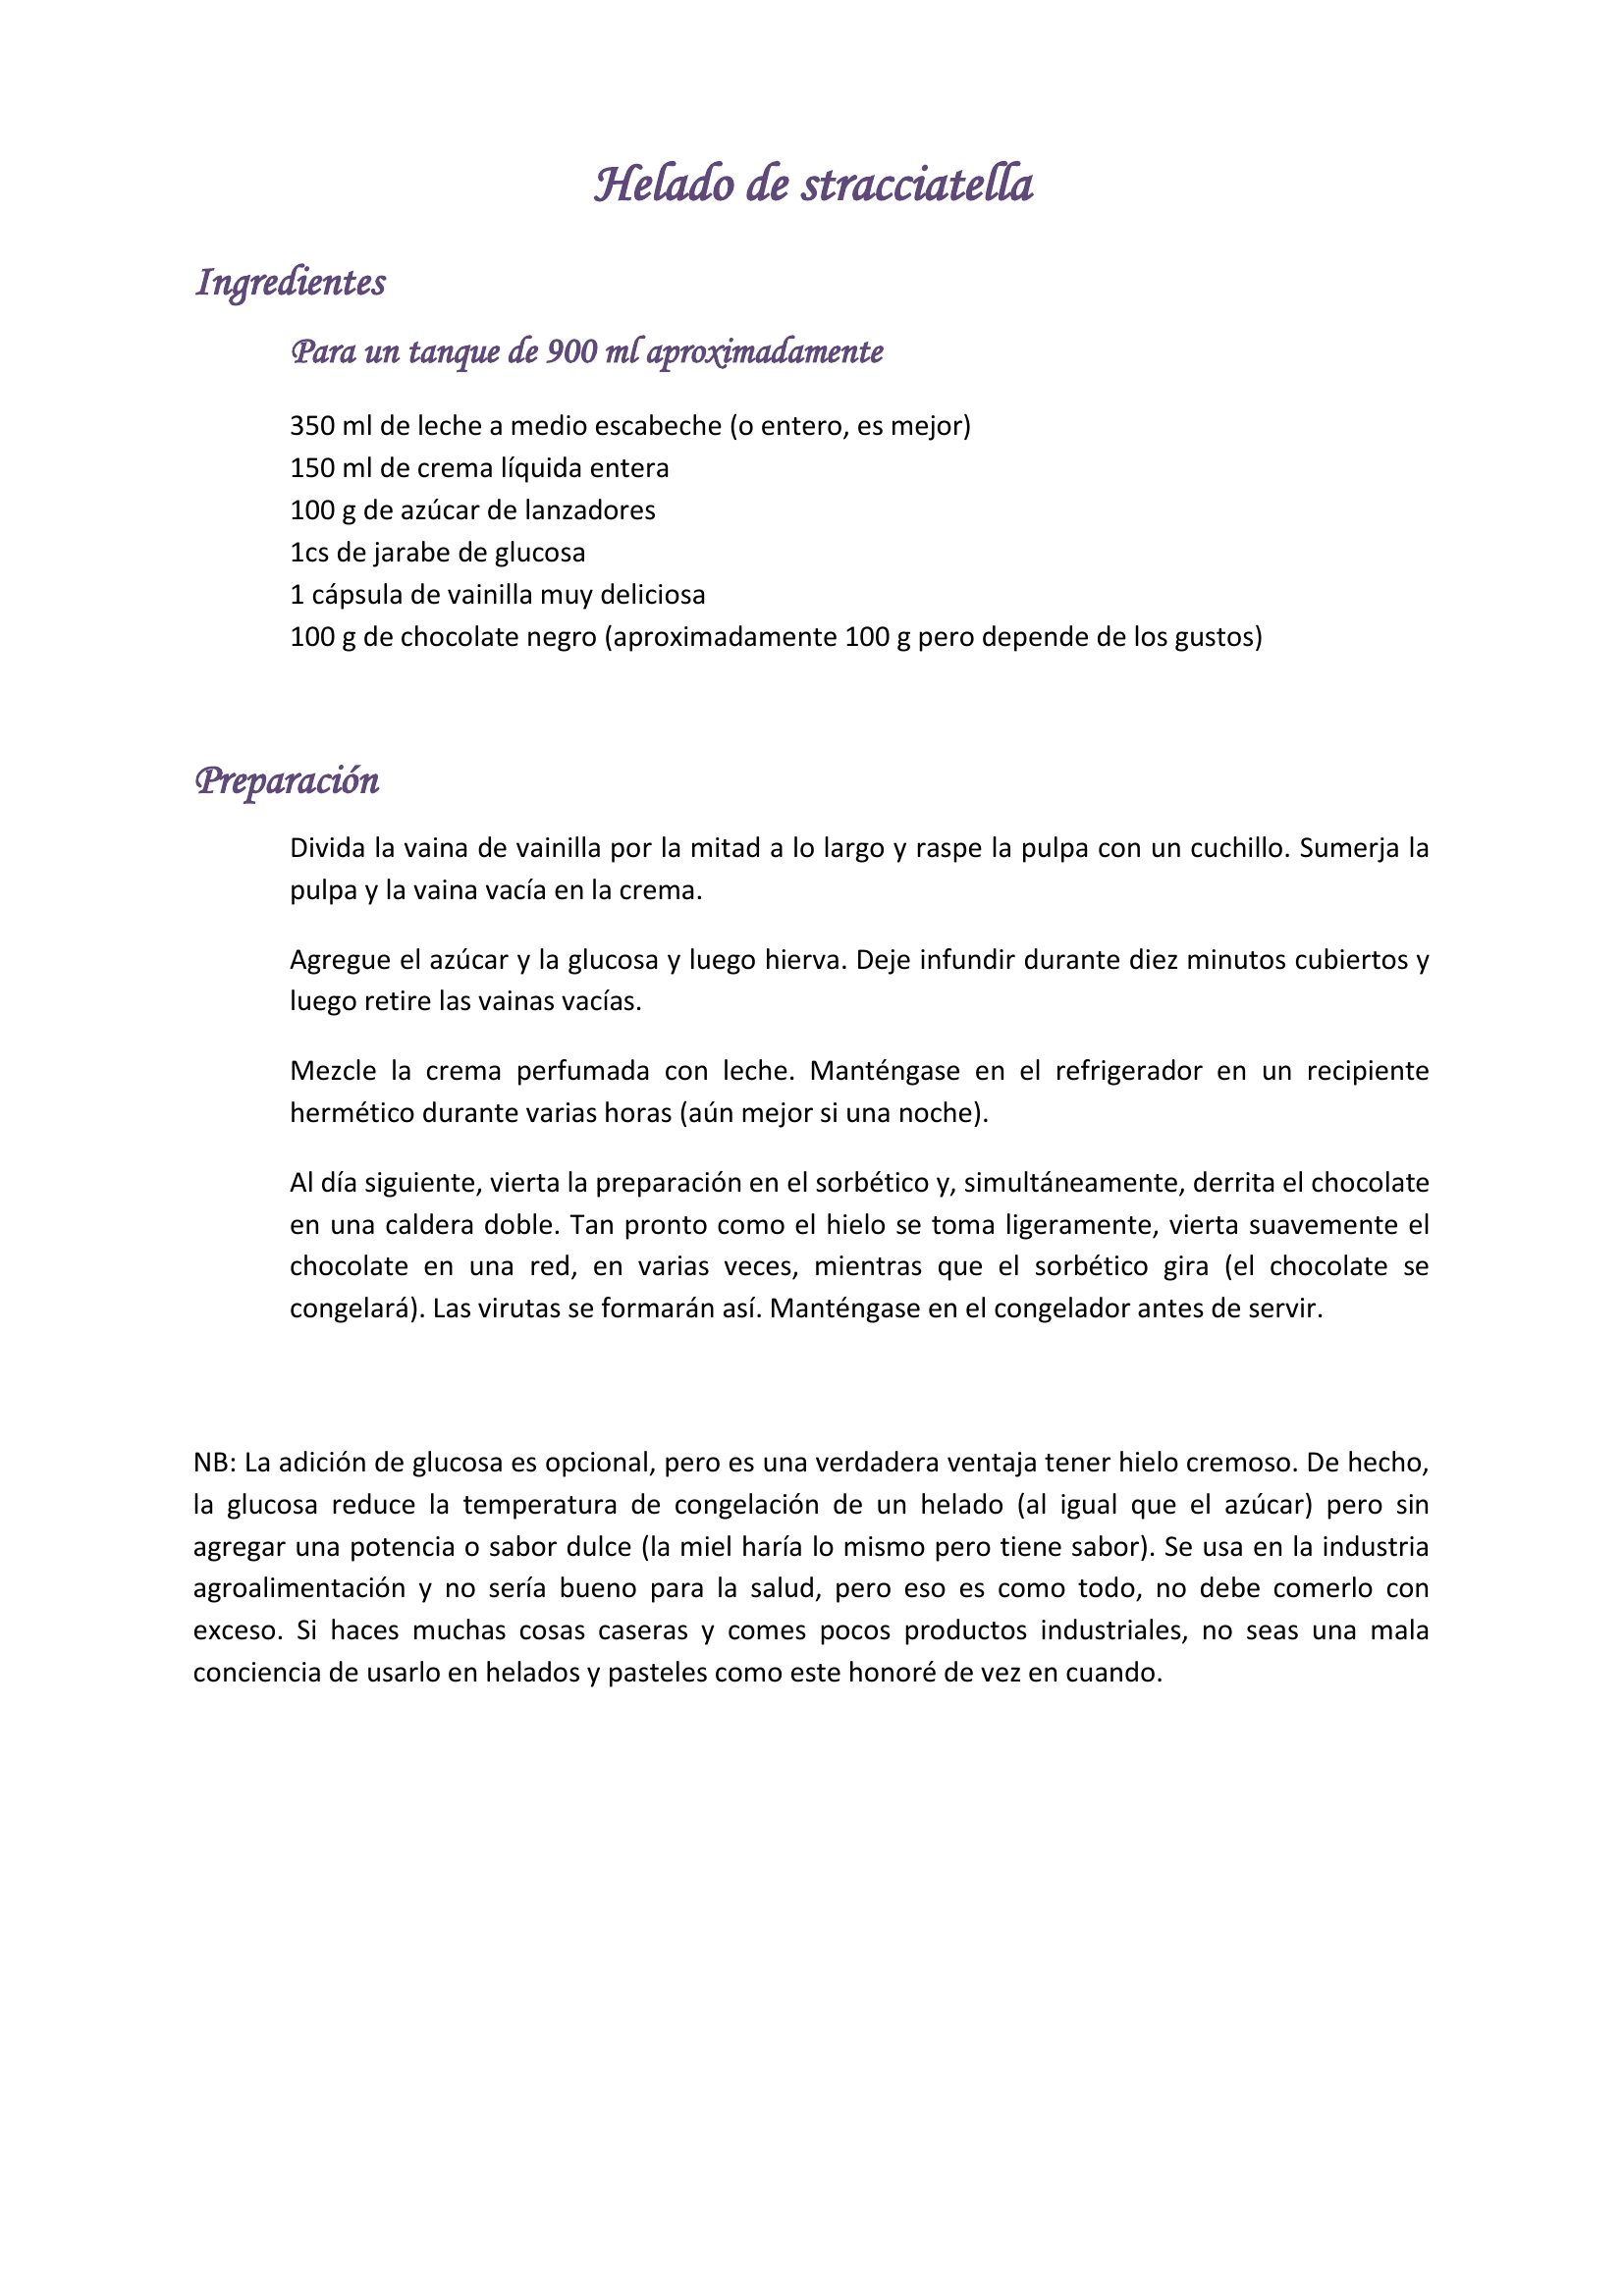 Helado de stracciatella
Ingredientes
Para un tanque de 900 ml aproximadamente
350 ml de leche a medio escabeche (o entero, es mejor)
150 ml de crema líquida entera
100 g de azúcar de lanzadores
1cs de jarabe de glucosa
1 cápsula de vainilla muy deliciosa
100 g de chocolate negro (aproximadamente 100 g pero depende de los gustos)
Preparación
Divida la vaina de vainilla por la mitad a lo largo y raspe la pulpa con un cuchillo. Sumerja la
pulpa y la vaina vacía en la crema.
Agregue el azúcar y la glucosa y luego hierva. Deje infundir durante diez minutos cubiertos y
luego retire las vainas vacías.
Mezcle la crema perfumada con leche. Manténgase en el refrigerador en un recipiente
hermético durante varias horas (aún mejor si una noche).
Al día siguiente, vierta la preparación en el sorbético y, simultáneamente, derrita el chocolate
en una caldera doble. Tan pronto como el hielo se toma ligeramente, vierta suavemente el
chocolate en una red, en varias veces, mientras que el sorbético gira (el chocolate se
congelará). Las virutas se formarán así. Manténgase en el congelador antes de servir.
NB: La adición de glucosa es opcional, pero es una verdadera ventaja tener hielo cremoso. De hecho,
la glucosa reduce la temperatura de congelación de un helado (al igual que el azúcar) pero sin
agregar una potencia o sabor dulce (la miel haría lo mismo pero tiene sabor). Se usa en la industria
agroalimentación y no sería bueno para la salud, pero eso es como todo, no debe comerlo con
exceso. Si haces muchas cosas caseras y comes pocos productos industriales, no seas una mala
conciencia de usarlo en helados y pasteles como este honoré de vez en cuando.